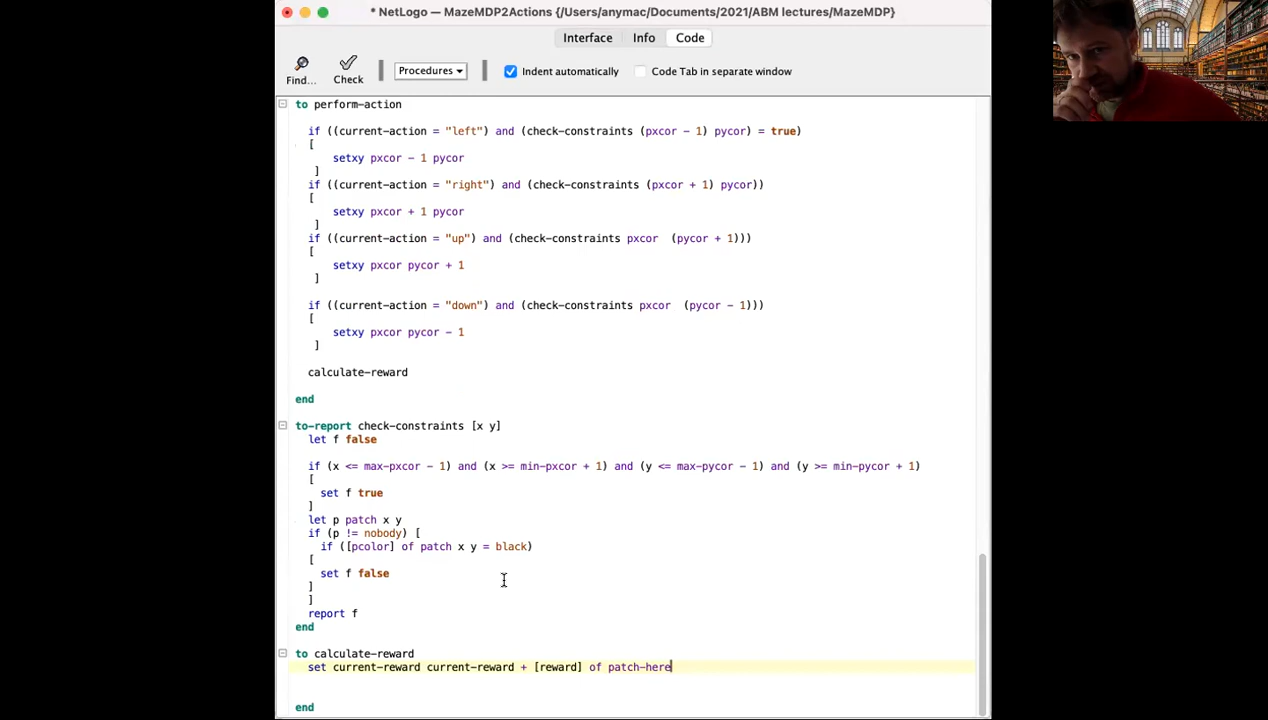 * NetLogo — MazeMDP2Actions {/Users/anymac/Documents/2021/ABM lectures/MazeMDP}
Interface Info Code
Find... Check Procedures Indent automatically Code Tab in separate window
to perform-action
if ((current-action = "left") and (check-constraints (pxcor - 1) pycor) = true)
[
setxy pxcor - 1 pycor
]
if ((current-action = "right") and (check-constraints (pxcor + 1) pycor))
[
setxy pxcor + 1 pycor
]
if ((current-action = "up") and (check-constraints pxcor  (pycor + 1)))
[
setxy pxcor pycor + 1
]
if ((current-action = "down") and (check-constraints pxcor  (pycor - 1)))
[
setxy pxcor pycor - 1
]
calculate-reward
end
to-report check-constraints [x y]
let f false
if (x <= max-pxcor - 1) and (x >= min-pxcor + 1) and (y <= max-pycor - 1) and (y >= min-pycor + 1)
[
set f true
]
let p patch x y
if (p != nobody) [
if ([pcolor] of patch x y = black)
[
set f false
]
]
report f
end
to calculate-reward
set current-reward current-reward + [reward] of patch-here
end